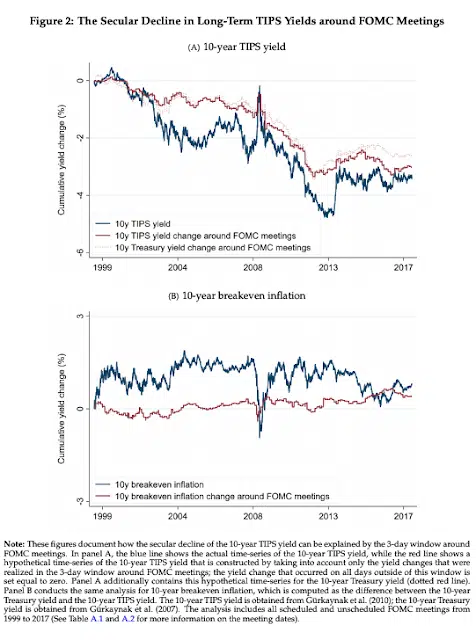 Figure 2: The Secular Decline in Long-Term TIPS Yields around FOMC Meetings
(A) 10-year TIPS yield
Cumulative yield change (%)
0
-2
-4
-6
10y TIPS yield
10y TIPS yield change around FOMC meetings
10y Treasury yield change around FOMC meetings
1999 2004 2008 2013 2017
(B) 10-year breakeven inflation
Cumulative yield change (%)
3
0
-3
10y breakeven inflation
10y breakeven inflation change around FOMC meetings
1999 2004 2008 2013 2017
Note: These figures document how the secular decline of the 10-year TIPS yield can be explained by the 3-day window around
FOMC meetings. In panel A, the blue line shows the actual time-series of the 10-year TIPS yield, while the red line shows a
hypothetical time-series of the 10-year TIPS yield that is constructed by taking into account only the yield changes that were
realized in the 3-day window around FOMC meetings; the yield change that occurred on all days outside of this window is
set equal to zero. Panel A additionally contains this hypothetical time-series for the 10-year Treasury yield (dotted red line).
Panel B conducts the same analysis for 10-year breakeven inflation, which is computed as the difference between the 10-year
Treasury yield and the 10-year TIPS yield. The 10-year TIPS yield is obtained from Gürkaynak et al. (2010); the 10-year Treasury
yield is obtained from Gürkaynak et al. (2007). The analysis includes all scheduled and unscheduled FOMC meetings from
1999 to 2017 (See Table A.1 and A.2 for more information on the meeting dates).